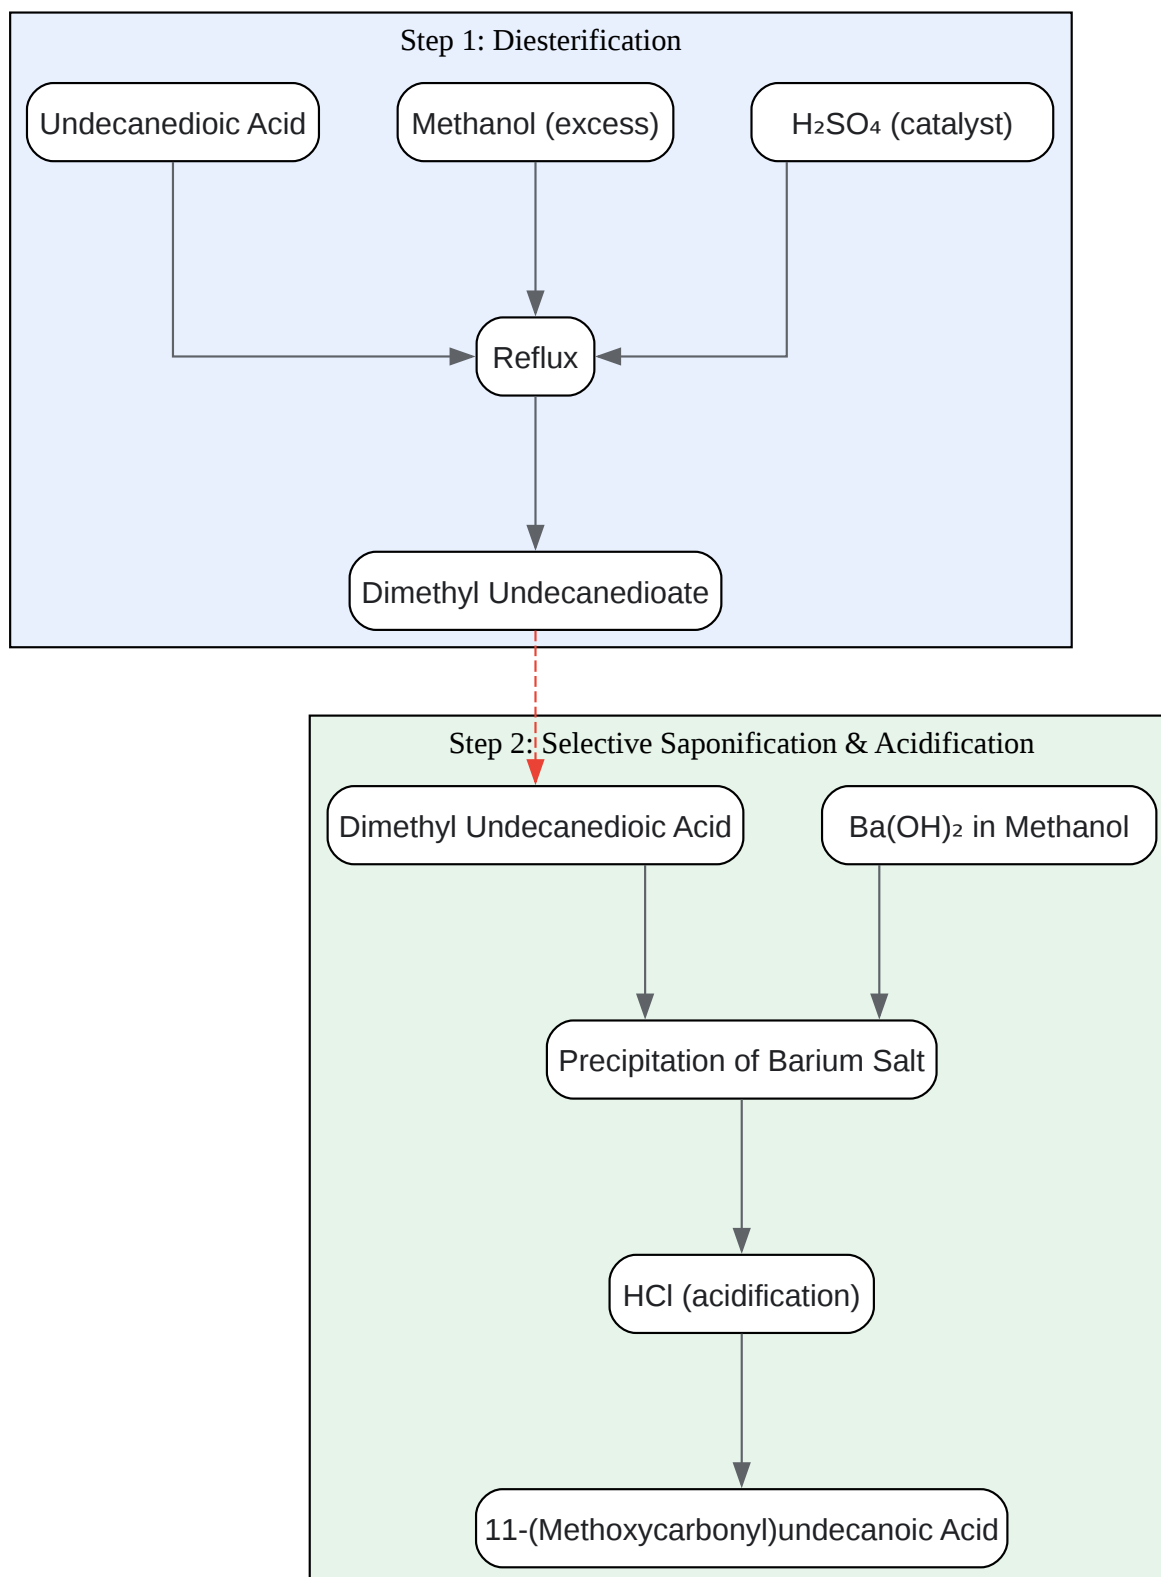 Step 1: Diesterification
Undecanedioic Acid
Methanol (excess)
H₂SO₄ (catalyst)
Reflux
Dimethyl Undecanedioate
Step 2: Selective Saponification & Acidification
Dimethyl Undecanedioic Acid
Ba(OH)₂ in Methanol
Precipitation of Barium Salt
HCl (acidification)
11-(Methoxycarbonyl)undecanoic Acid